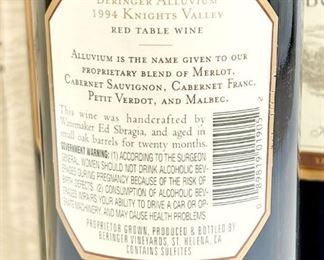 BERINGER ALLUVIUM
1994 KNIGHTS VALLEY
RED TABLE WINE
ALLUVIUM IS THE NAME GIVEN TO OUR
PROPRIETARY BLEND OF MERLOT,
CABERNET SAUVIGNON, CABERNET FRANC,
PETIT VERDOT, AND MALBEC.
This wine was handcrafted by
Winemaker Ed Sbragia, and aged in
small oak barrels for twenty months.
GOVERNMENT WARNING: (1) ACCORDING TO THE SURGEON
GENERAL, WOMEN SHOULD NOT DRINK ALCOHOLIC BEV-
ERAGES DURING PREGNANCY BECAUSE OF THE RISK OF
BIRTH DEFECTS. (2) CONSUMPTION OF ALCOHOLIC BEV-
ERAGES IMPAIRS YOUR ABILITY TO DRIVE A CAR OR OP-
ERATE MACHINERY, AND MAY CAUSE HEALTH PROBLEMS
PROPRIETOR GROWN, PRODUCED & BOTTLED BY:
BERINGER VINEYARDS, ST. HELENA, CA
CONTAINS SULFITES
0 89819 01905 2